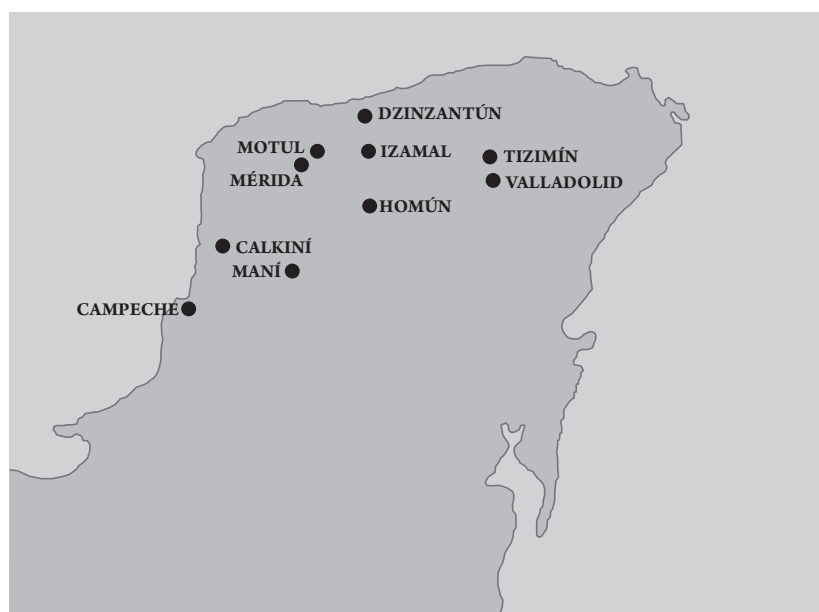 DZINZANTÚN
MOTUL
IZAMAL
TIZIMÍN
MÉRIDA
VALLADOLID
HOMÚN
CALKINÍ
MANÍ
CAMPECHE